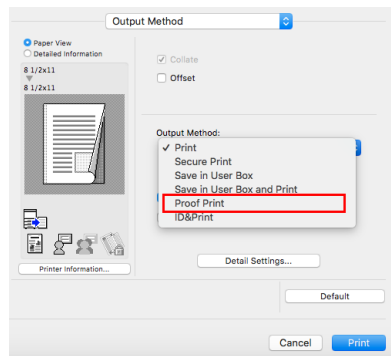 Output Method
Paper View
Detailed Information
8 1/2x11
8 1/2x11
Collate
Offset
Output Method:
Print
Secure Print
Save in User Box
Save in User Box and Print
Proof Print
ID&Print
Printer Information...
Detail Settings...
Default
Cancel
Print